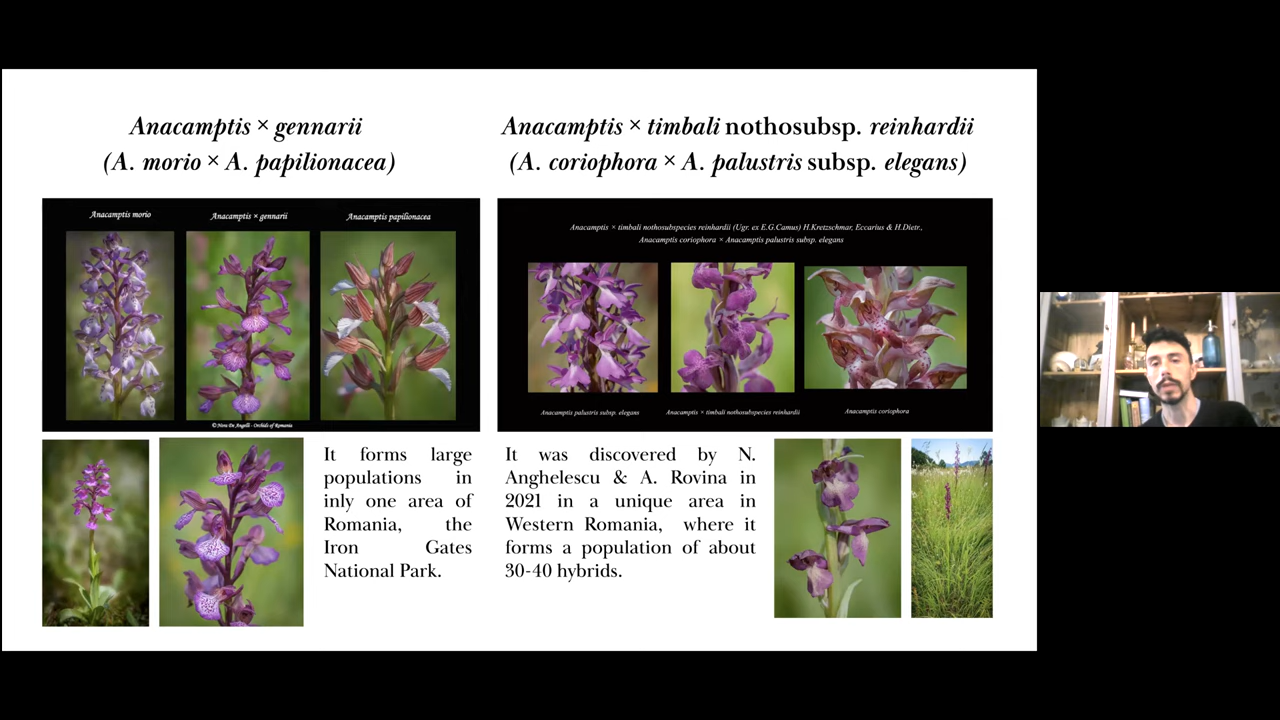 Anacamptis × gennarii
(A. morio × A. papilionacea)
Anacamptis morio
Anacamptis × gennarii
Anacamptis papilionacea
© Nora De Angelli - Orchids of Romania
It forms large
populations in
inly one area of
Romania, the
Iron Gates
National Park.
Anacamptis × timbali nothosubsp. reinhardii
(A. coriophora × A. palustris subsp. elegans)
Anacamptis × timbali nothosubspecies reinhardii (Ugr. ex E.G.Camus) H.Kretzschmar, Eccarius & H.Dietr.,
Anacamptis coriophora × Anacamptis palustris subsp. elegans
Anacamptis palustris subsp. elegans
Anacamptis × timbali nothosubspecies reinhardii
Anacamptis coriophora
It was discovered by N.
Anghelescu & A. Rovina in
2021 in a unique area in
Western Romania, where it
forms a population of about
30-40 hybrids.